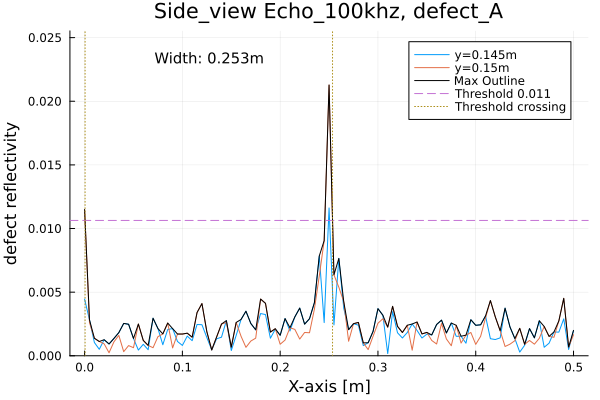 Side_view Echo_100khz, defect_A
Width: 0.253m
y=0.145m
y=0.15m
Max Outline
Threshold 0.011
Threshold crossing
defect reflectivity
0.025
0.020
0.015
0.010
0.005
0.000
0.0
0.1
0.2
0.3
0.4
0.5
X-axis [m]